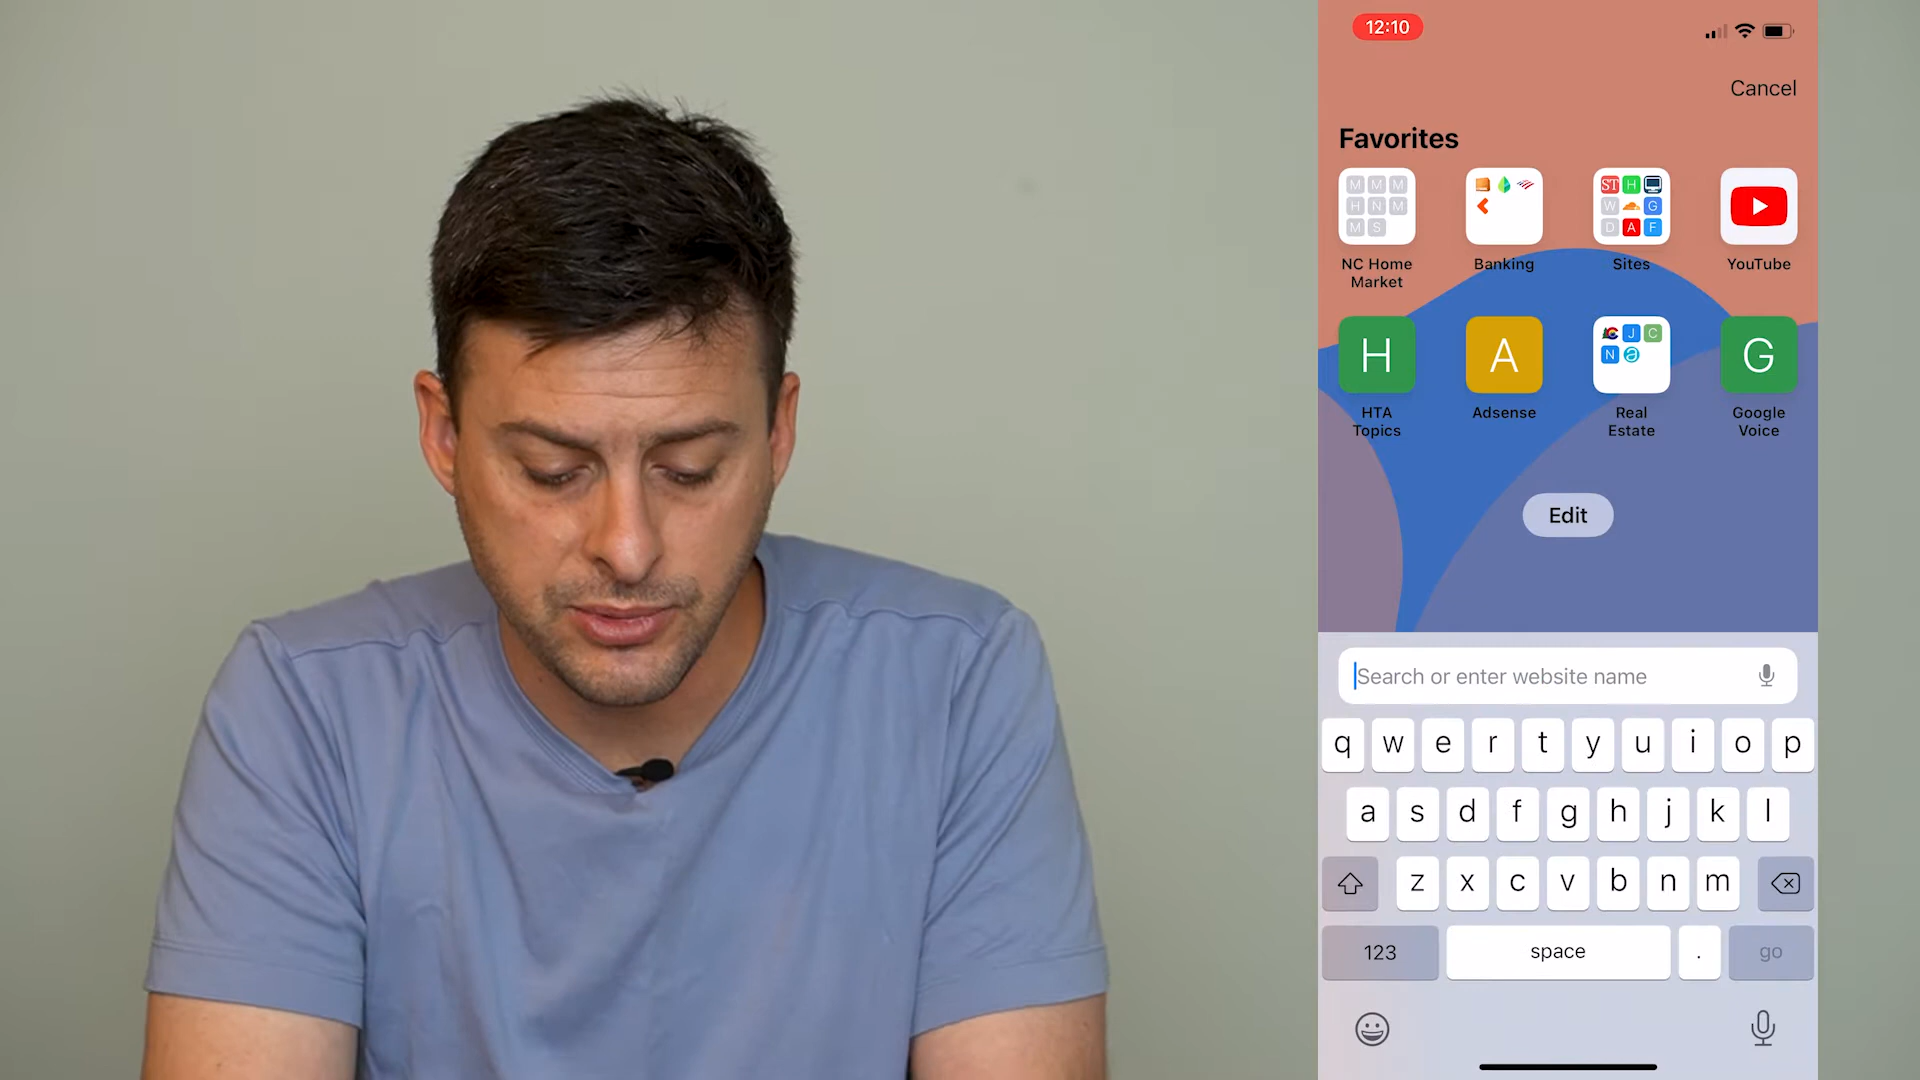 12:10
Cancel
Favorites
M M M
H N M
M S
ST H
W G
D A F
NC Home
Market
Banking
Sites
YouTube
H
A
J C
N a
G
HTA
Topics
Adsense
Real
Estate
Google
Voice
Edit
Search or enter website name
q w e r t y u i o p
a s d f g h j k l
z x c v b n m
123 space . go